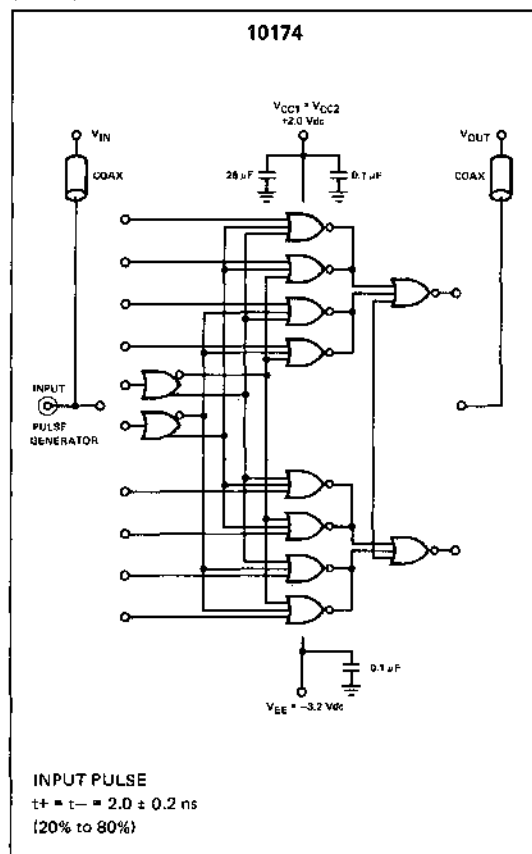 10174
VCC1 = VCC2
+2.0 Vdc
VIN
VOUT
COAX
25 μF
0.1 μF
COAX
INPUT
PULSE
GENERATOR
0.1 μF
VEE = −3.2 Vdc
INPUT PULSE
t+ = t− = 2.0 ± 0.2 ns
(20% to 80%)